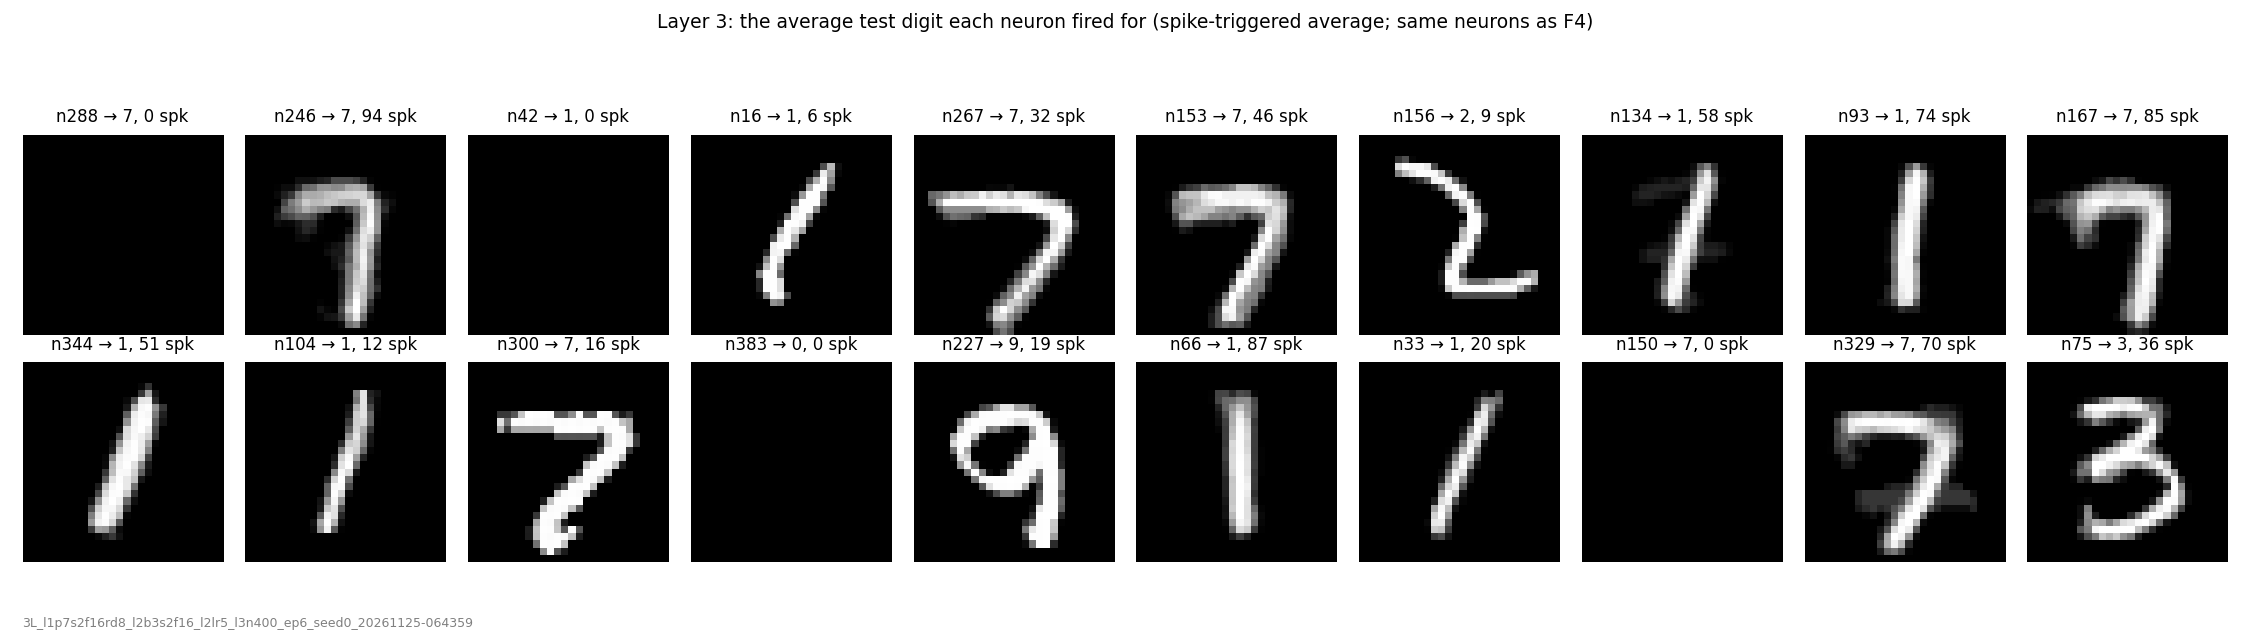 Layer 3: the average test digit each neuron fired for (spike-triggered average; same neurons as F4)
n288 → 7, 0 spk
n246 → 7, 94 spk
n42 → 1, 0 spk
n16 → 1, 6 spk
n267 → 7, 32 spk
n153 → 7, 46 spk
n156 → 2, 9 spk
n134 → 1, 58 spk
n93 → 1, 74 spk
n167 → 7, 85 spk
n344 → 1, 51 spk
n104 → 1, 12 spk
n300 → 7, 16 spk
n383 → 0, 0 spk
n227 → 9, 19 spk
n66 → 1, 87 spk
n33 → 1, 20 spk
n150 → 7, 0 spk
n329 → 7, 70 spk
n75 → 3, 36 spk
3L_l1p7s2f16rd8_l2b3s2f16_l2lr5_l3n400_ep6_seed0_20261125-064359